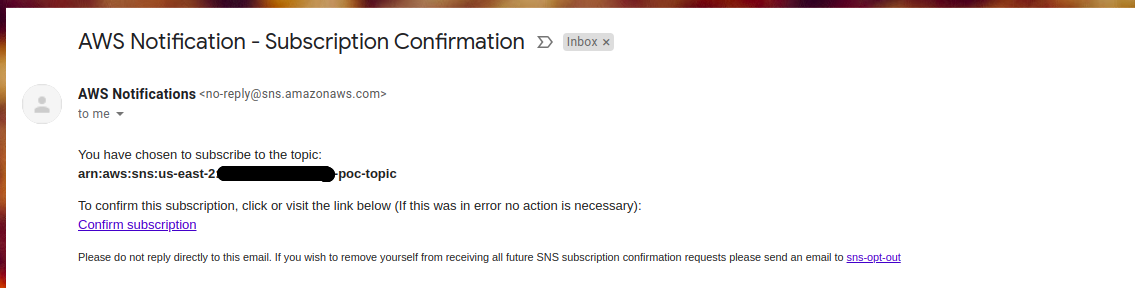 AWS Notification - Subscription Confirmation Inbox ×
AWS Notifications <no-reply@sns.amazonaws.com>
to me
You have chosen to subscribe to the topic:
arn:aws:sns:us-east-2: -poc-topic
To confirm this subscription, click or visit the link below (If this was in error no action is necessary):
Confirm subscription
Please do not reply directly to this email. If you wish to remove yourself from receiving all future SNS subscription confirmation requests please send an email to sns-opt-out